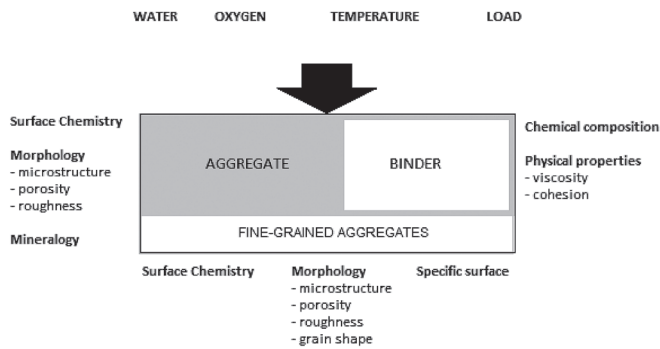 WATER OXYGEN TEMPERATURE LOAD
Surface Chemistry
Morphology
- microstructure
- porosity
- roughness
Mineralogy
AGGREGATE
BINDER
FINE-GRAINED AGGREGATES
Chemical composition
Physical properties
- viscosity
- cohesion
Surface Chemistry
Morphology
- microstructure
- porosity
- roughness
- grain shape
Specific surface